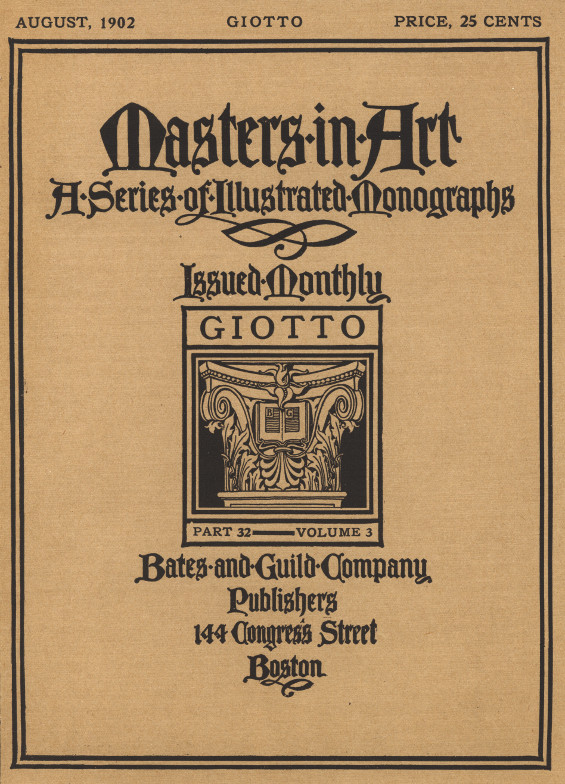 AUGUST, 1902 GIOTTO PRICE, 25 CENTS
Masters·in·Art
A·Series·of·Illustrated·Monographs
Issued·Monthly
GIOTTO
B G
PART 32 VOLUME 3
Bates·and·Guild·Company
Publishers
144 Congress Street
Boston